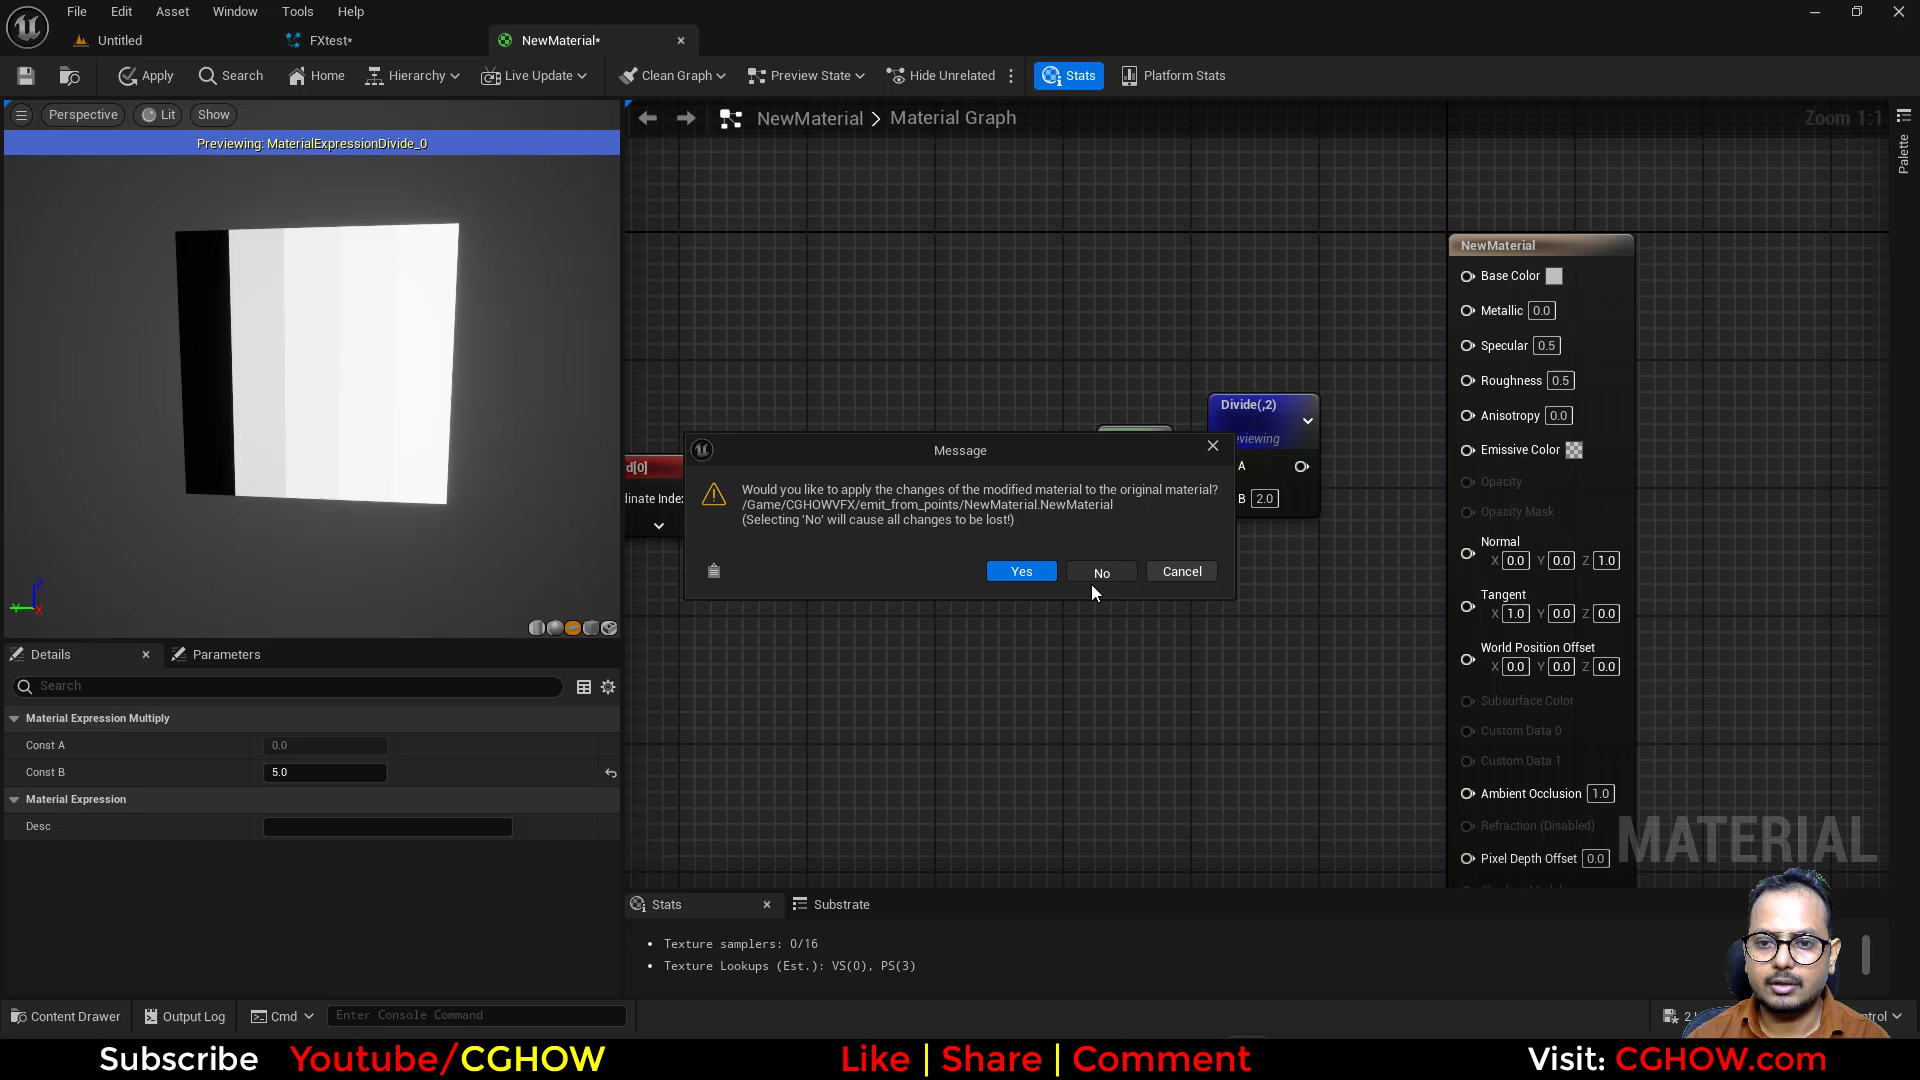 File Edit Asset Window Tools Help
Untitled FXtest* NewMaterial*
Apply Search Home Hierarchy Live Update Clean Graph Preview State Hide Unrelated Stats Platform Stats
Perspective Lit Show
NewMaterial > Material Graph
Zoom 1:1
Palette
Previewing: MaterialExpressionDivide_0
NewMaterial
Base Color
Metallic 0.0
Specular 0.5
Roughness 0.5
Anisotropy 0.0
Emissive Color
Opacity
Opacity Mask
Normal
X 0.0 Y 0.0 Z 1.0
Tangent
X 1.0 Y 0.0 Z 0.0
World Position Offset
X 0.0 Y 0.0 Z 0.0
Subsurface Color
Custom Data 0
Custom Data 1
Ambient Occlusion 1.0
Refraction (Disabled)
Pixel Depth Offset 0.0
MATERIAL
Divide(,2)
eviewing
A
B 2.0
d[0]
dinate Index
Message
Would you like to apply the changes of the modified material to the original material?
/Game/CGHOWVFX/emit_from_points/NewMaterial.NewMaterial
(Selecting 'No' will cause all changes to be lost!)
Yes No Cancel
Details Parameters
Search
Material Expression Multiply
Const A 0.0
Const B 5.0
Material Expression
Desc
Stats Substrate
• Texture samplers: 0/16
• Texture Lookups (Est.): VS(0), PS(3)
Content Drawer Output Log Cmd Enter Console Command
2
ntrol
Subscribe Youtube/CGHOW Like | Share | Comment Visit: CGHOW.com